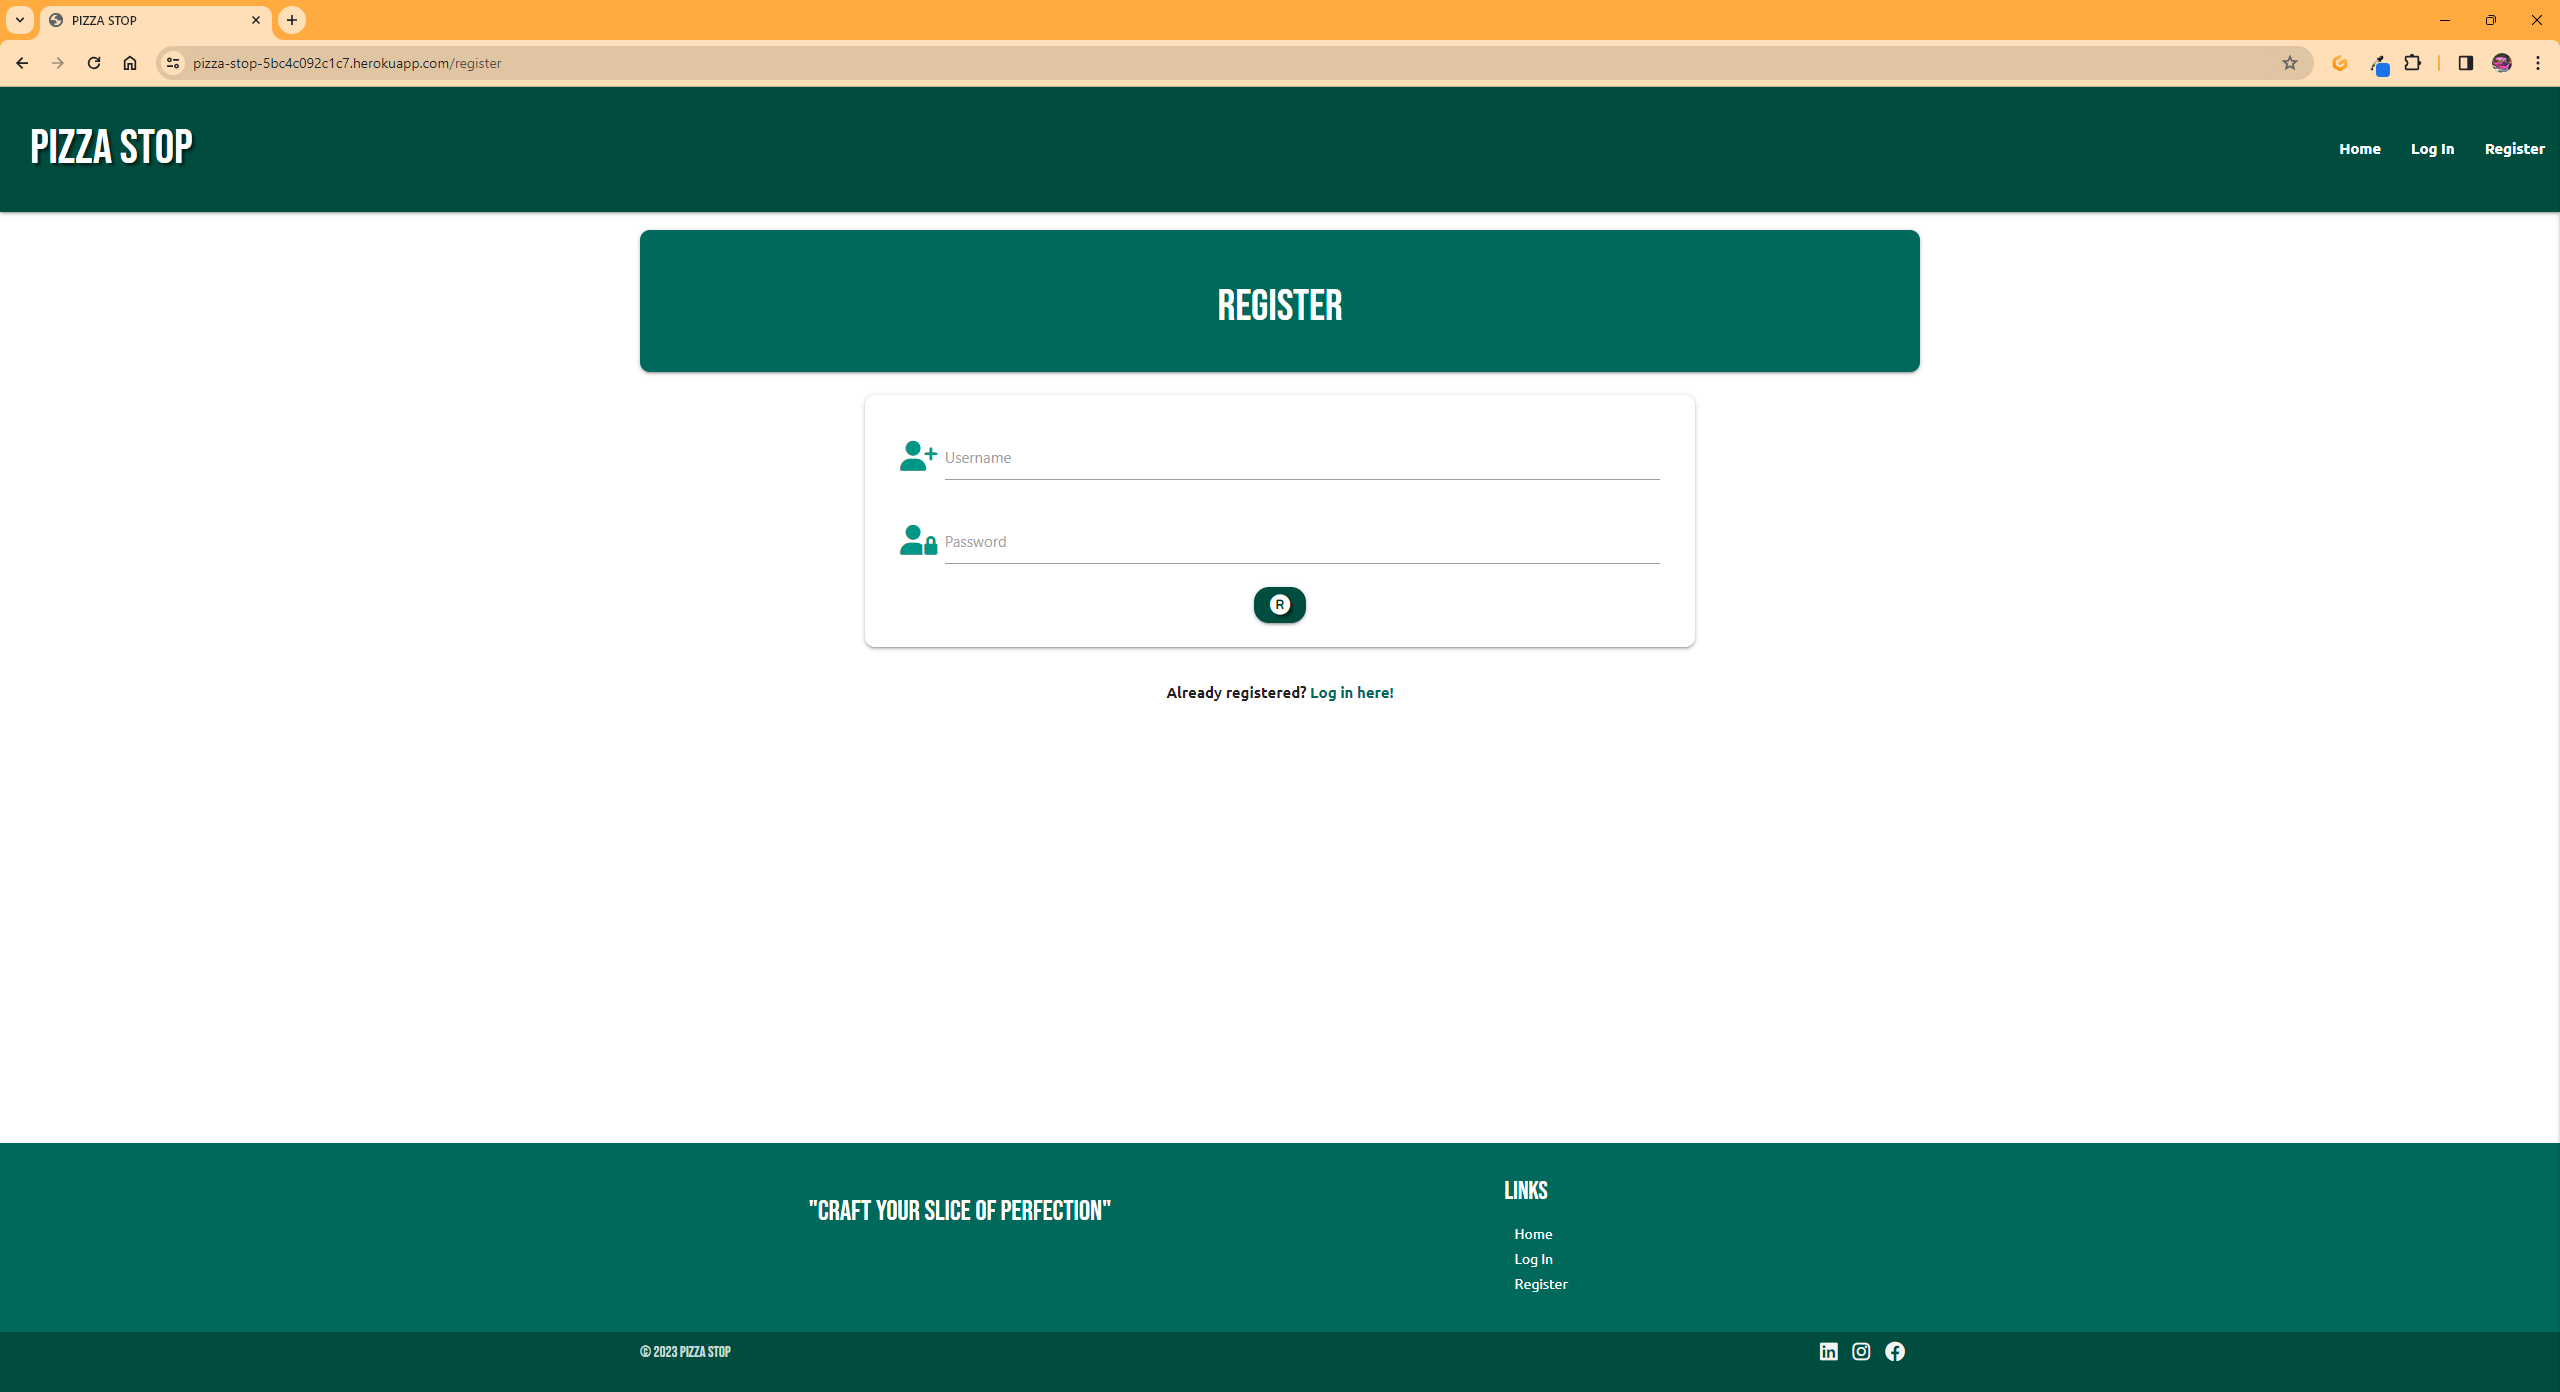 PIZZA STOP
pizza-stop-5bc4c092c1c7.herokuapp.com/register
PIZZA STOP
Home Log In Register
REGISTER
Username
Password
R
Already registered? Log in here!
"CRAFT YOUR SLICE OF PERFECTION"
LINKS
Home
Log In
Register
© 2023 PIZZA STOP